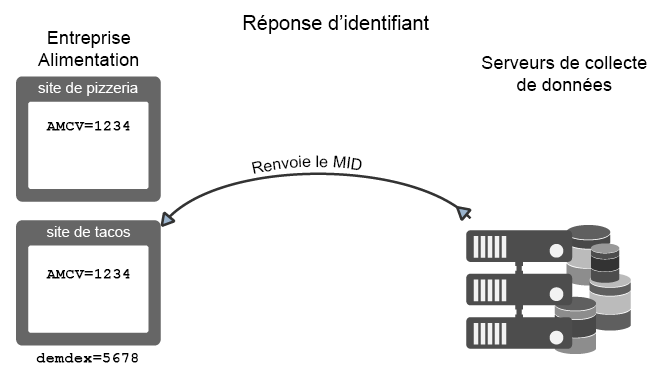 Réponse d’identifiant
Entreprise
Alimentation
Serveurs de collecte
de données
site de pizzeria
AMCV=1234
Renvoie le MID
site de tacos
AMCV=1234
demdex=5678